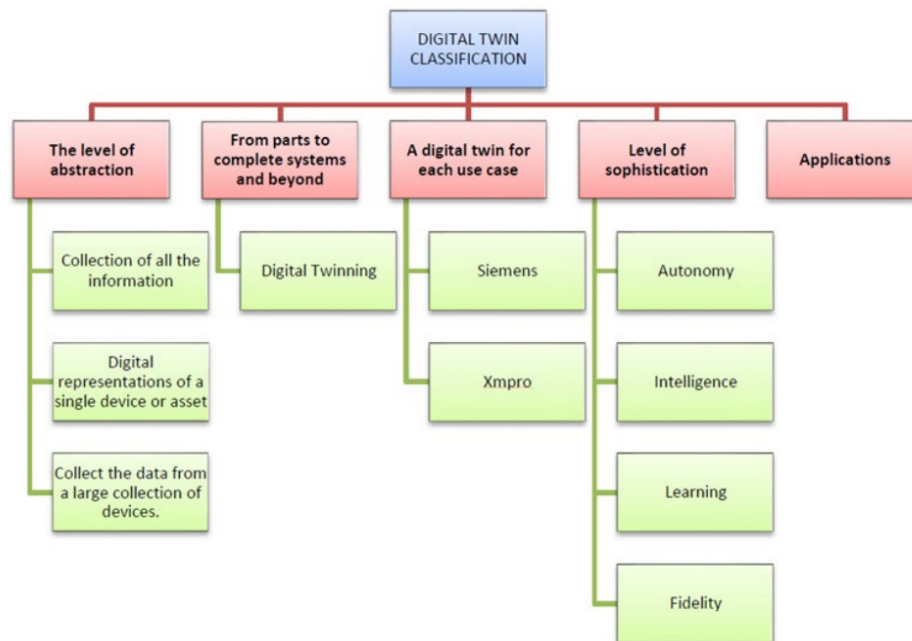 DIGITAL TWIN
CLASSIFICATION
The level of
abstraction
From parts to
complete systems
and beyond
A digital twin for
each use case
Level of
sophistication
Applications
Collection of all the
information
Digital
representations of a
single device or asset
Collect the data from
a large collection of
devices.
Digital Twinning
Siemens
Xmpro
Autonomy
Intelligence
Learning
Fidelity